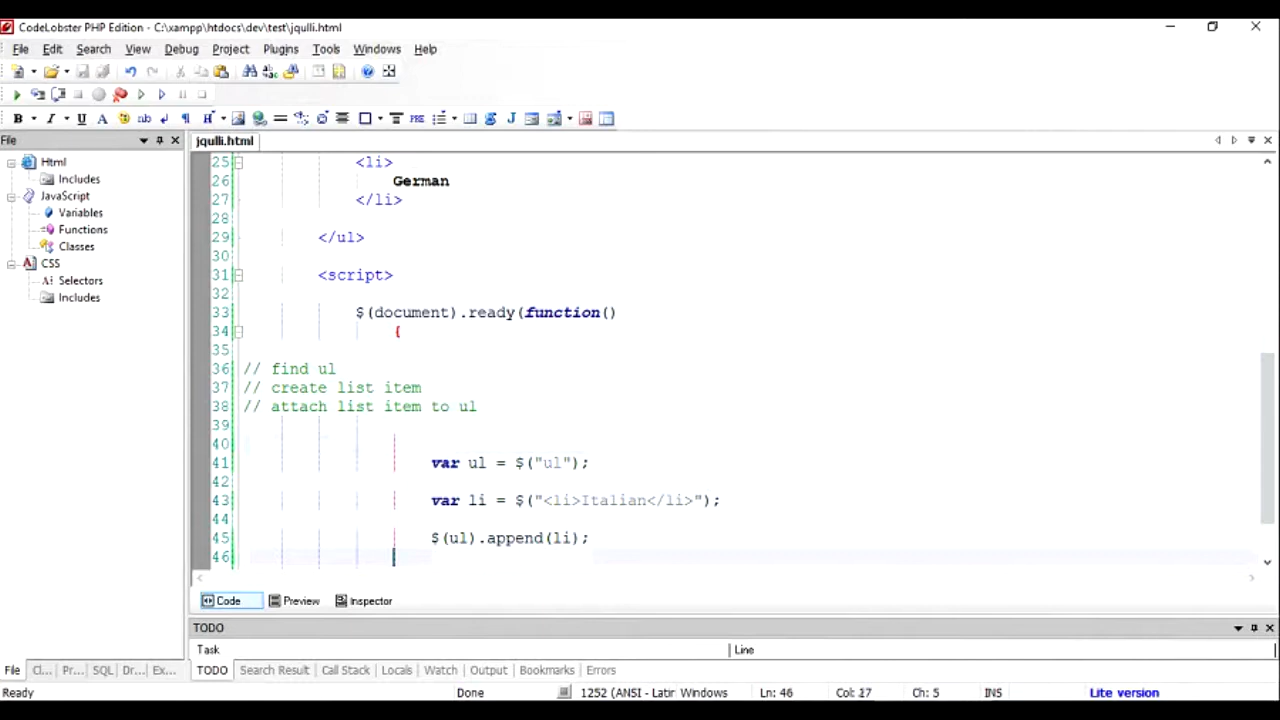 CodeLobster PHP Edition - C:\xampp\htdocs\dev\test\jqulli.html
File Edit Search View Debug Project Plugins Tools Windows Help
B I U A ab H PRE J
File
jqulli.html
Html
Includes
JavaScript
Variables
Functions
Classes
CSS
Selectors
Includes
25 <li>
26 German
27 </li>
28
29 </ul>
30
31 <script>
32
33 $(document).ready(function()
34 {
35
36 // find ul
37 // create list item
38 // attach list item to ul
39
40
41 var ul = $("ul");
42
43 var li = $("<li>Italian</li>");
44
45 $(ul).append(li);
46
Code Preview Inspector
TODO
Task Line
File Cl... Pr... SQL Dr... Ex... TODO Search Result Call Stack Locals Watch Output Bookmarks Errors
Ready Done 1252 (ANSI - Latir Windows Ln: 46 Col: 27 Ch: 5 INS Lite version